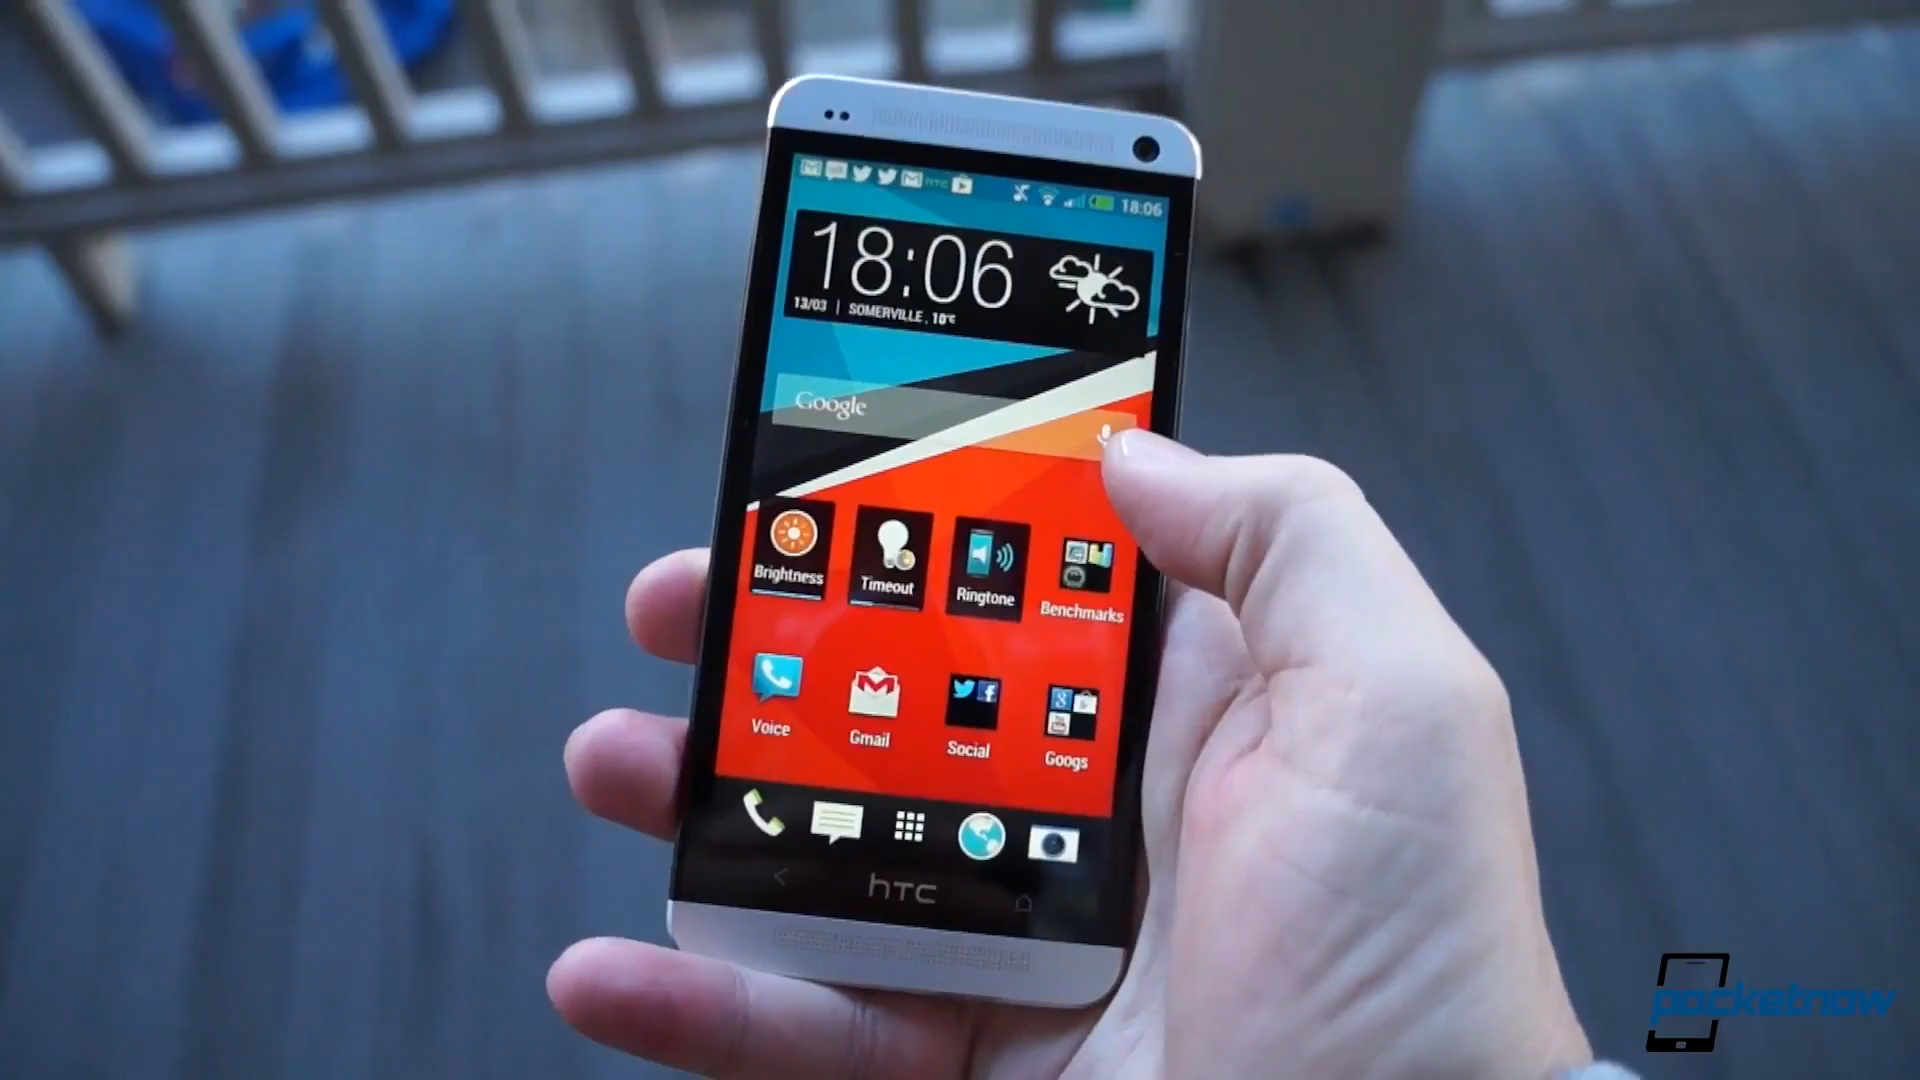 hTC 18:06
18:06
13/03 | SOMERVILLE , 10°C
Google
Brightness Timeout Ringtone Benchmarks
Voice Gmail Social Googs
hTC
pocketnow